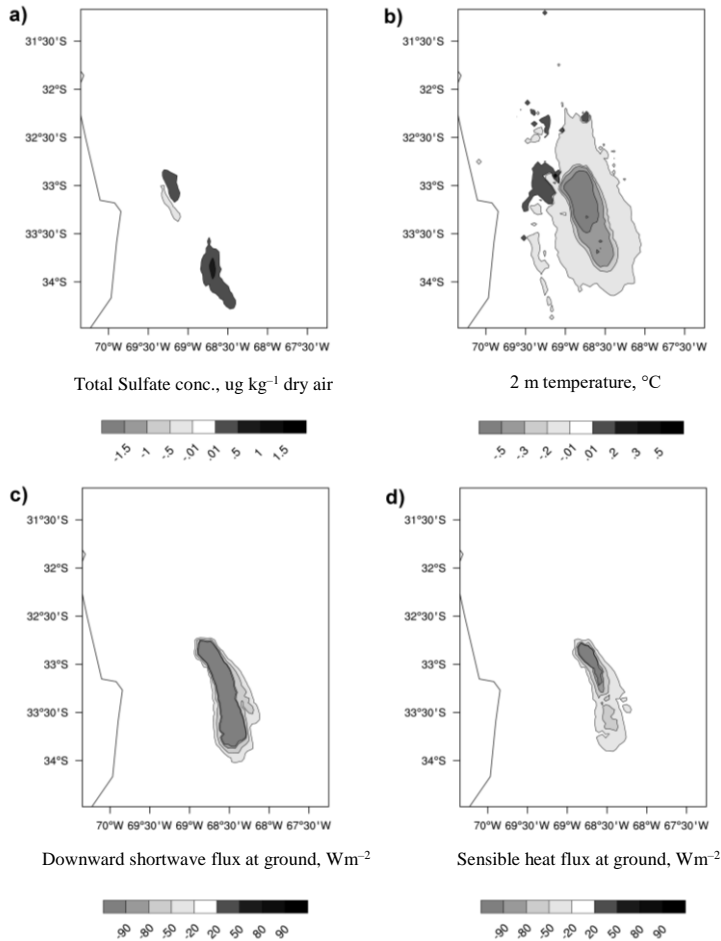 a)
31°30'S
32°S
32°30'S
33°S
33°30'S
34°S
70°W 69°30'W 69°W 68°30'W 68°W 67°30'W
Total Sulfate conc., ug kg⁻¹ dry air
-1.5 -1 -.5 -.01 .01 .5 1 1.5
b)
31°30'S
32°S
32°30'S
33°S
33°30'S
34°S
70°W 69°30'W 69°W 68°30'W 68°W 67°30'W
2 m temperature, °C
-.5 -.3 -.2 -.01 .01 .2 .3 .5
c)
31°30'S
32°S
32°30'S
33°S
33°30'S
34°S
70°W 69°30'W 69°W 68°30'W 68°W 67°30'W
Downward shortwave flux at ground, Wm⁻²
-90 -80 -50 -20 20 50 80 90
d)
31°30'S
32°S
32°30'S
33°S
33°30'S
34°S
70°W 69°30'W 69°W 68°30'W 68°W 67°30'W
Sensible heat flux at ground, Wm⁻²
-90 -80 -50 -20 20 50 80 90